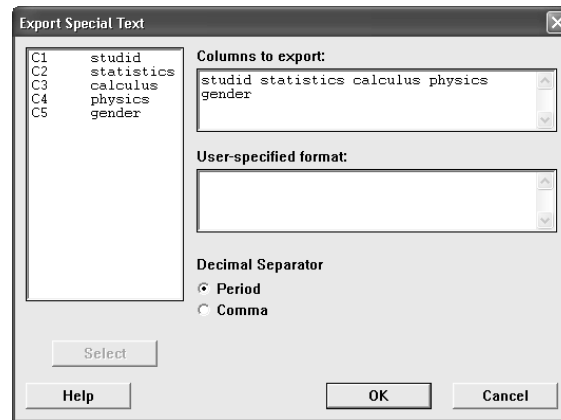 Export Special Text
C1 studid
C2 statistics
C3 calculus
C4 physics
C5 gender
Columns to export:
studid statistics calculus physics
gender
User-specified format:
Decimal Separator
Period
Comma
Select
Help
OK
Cancel